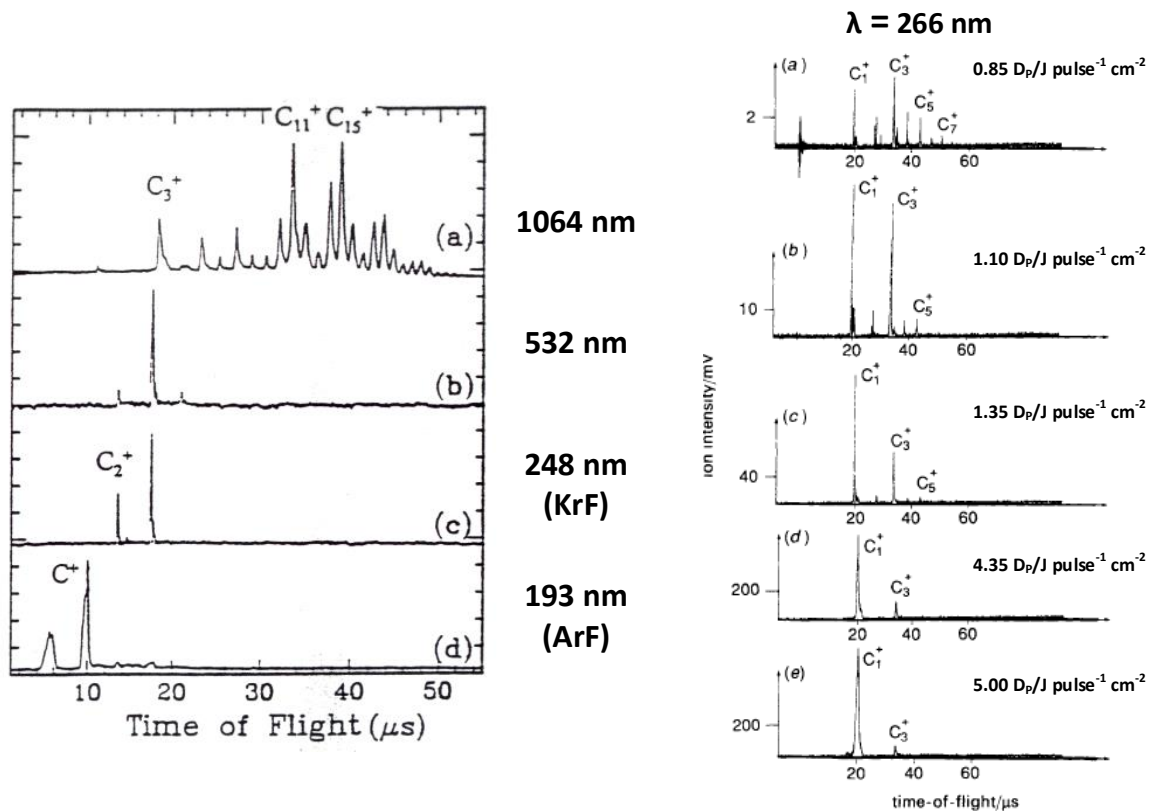 C₁₁⁺ C₁₅⁺
C₃⁺
(a)
1064 nm
(b)
532 nm
C₂⁺
(c)
248 nm
(KrF)
C⁺
(d)
193 nm
(ArF)
10 20 30 40 50
Time of Flight (μs)
λ = 266 nm
(a)
C₁⁺ C₃⁺ C₅⁺ C₇⁺
0.85 Dₚ/J pulse⁻¹ cm⁻²
2
20 40 60
C₁⁺ C₃⁺
(b)
C₅⁺
1.10 Dₚ/J pulse⁻¹ cm⁻²
10
20 40 60
ion intensity/mV
(c)
C₁⁺ C₃⁺ C₅⁺
1.35 Dₚ/J pulse⁻¹ cm⁻²
40
20 40 60
(d)
C₁⁺ C₃⁺
4.35 Dₚ/J pulse⁻¹ cm⁻²
200
20 40 60
(e)
C₁⁺ C₃⁺
5.00 Dₚ/J pulse⁻¹ cm⁻²
200
20 40 60
time-of-flight/μs